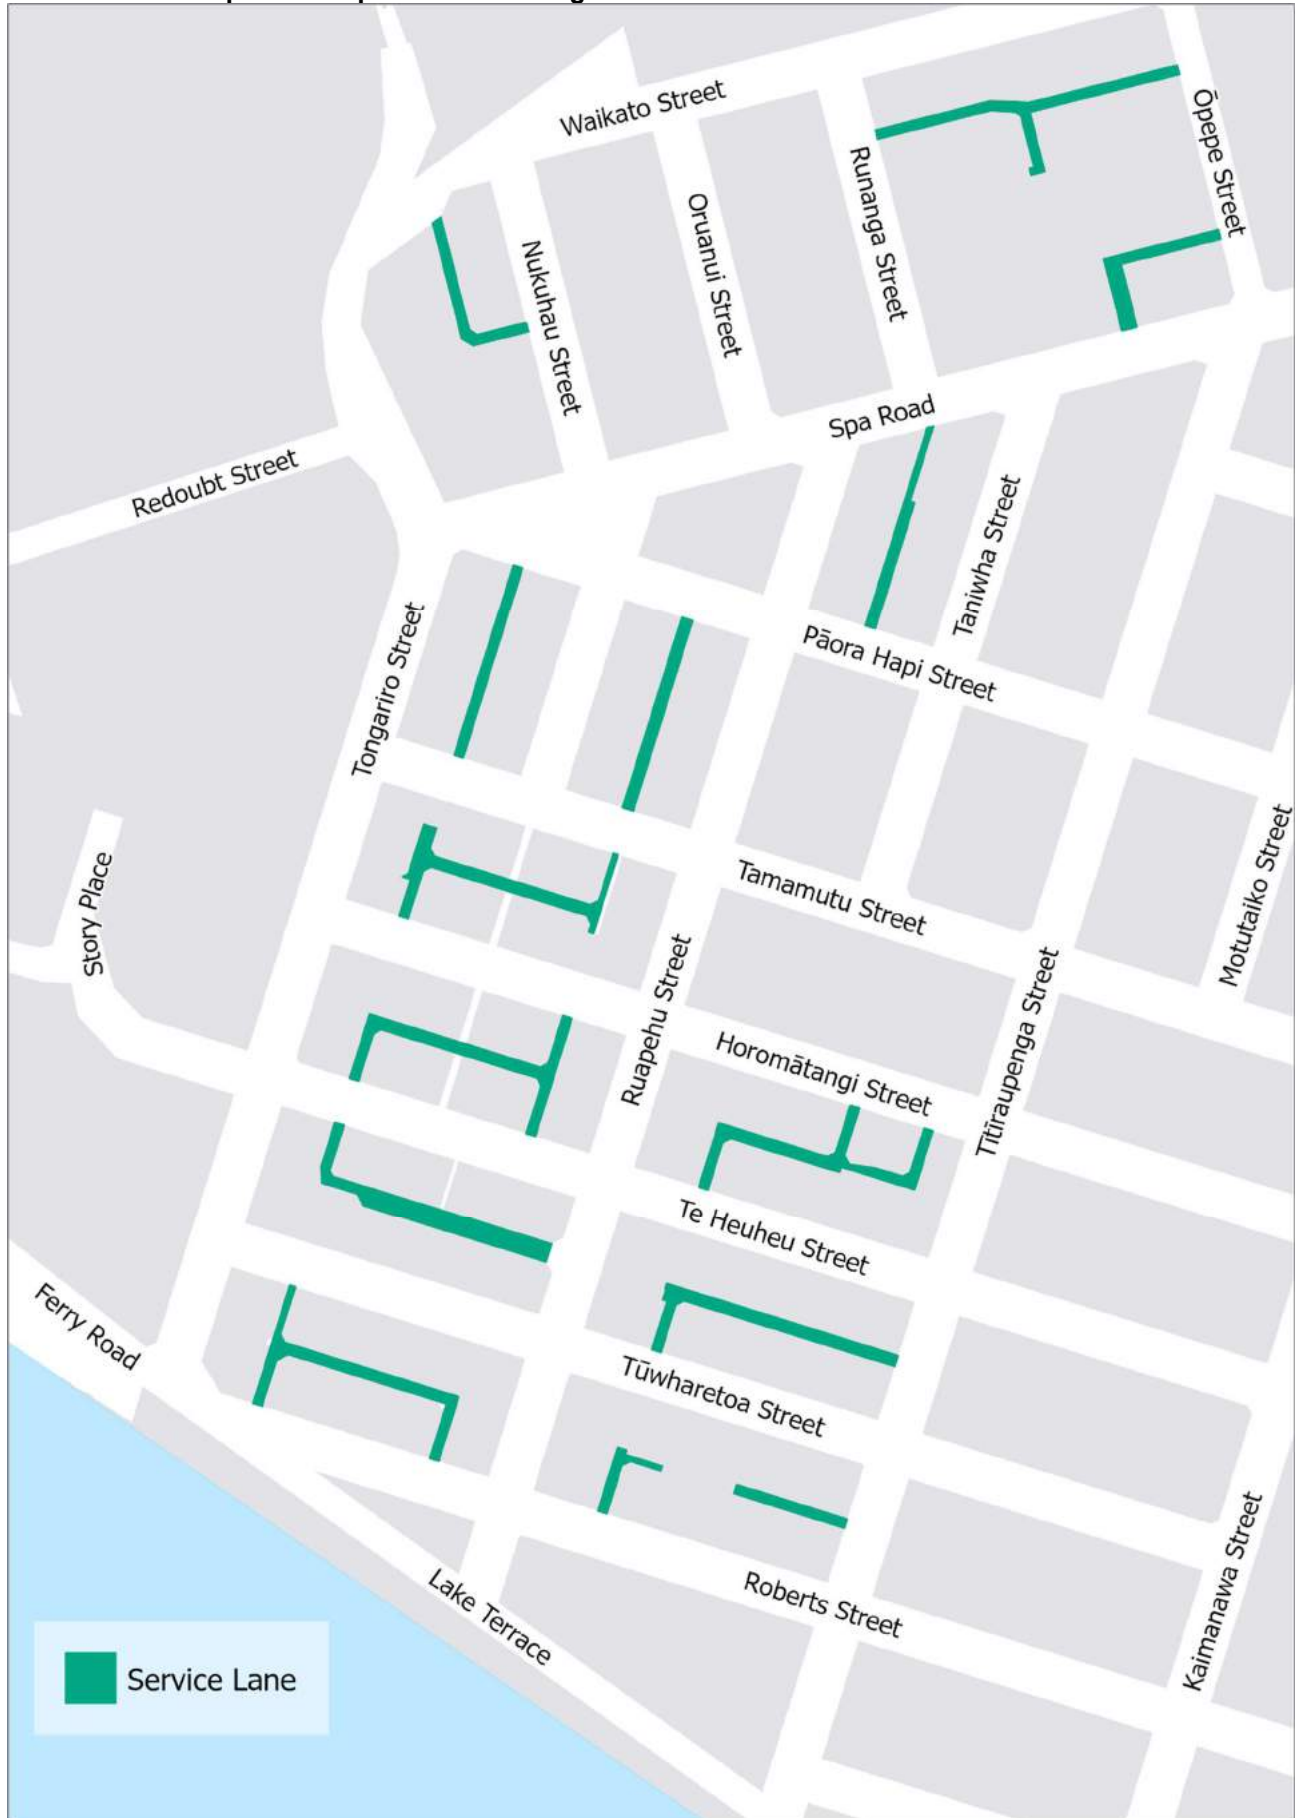 Waikato Street
Ōpepe Street
Runanga Street
Oruanui Street
Nukuhau Street
Spa Road
Redoubt Street
Taniwha Street
Tongariro Street
Pāora Hapi Street
Motutaiko Street
Story Place
Tamamutu Street
Ruapehu Street
Tītīraupenga Street
Horomātangi Street
Te Heuheu Street
Ferry Road
Tūwharetoa Street
Kaimanawa Street
Lake Terrace
Roberts Street
Service Lane